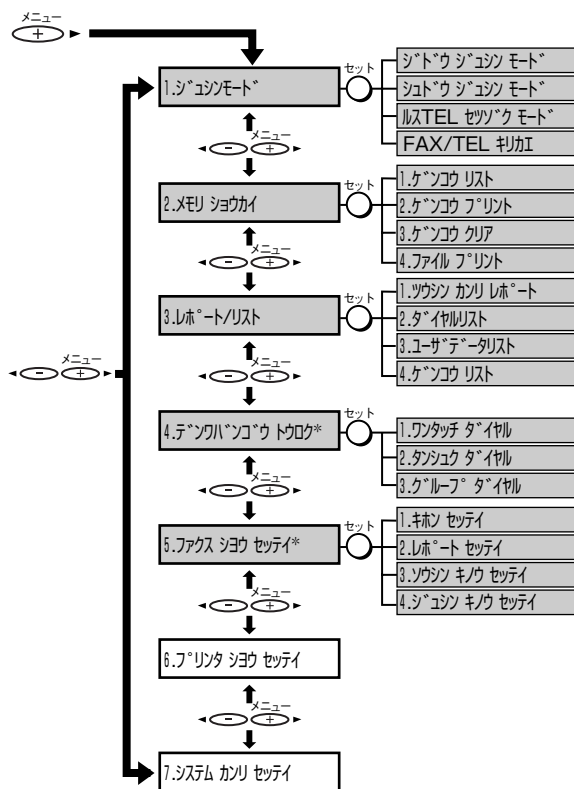 メニュー
+
1.ジュシンモード
セット
ジドウ ジュシン モード
シュドウ ジュシン モード
ルスTEL セツゾク モード
FAX/TEL キリカエ
メニュー
− +
2.メモリ ショウカイ
セット
1.ゲンコウ リスト
2.ゲンコウ プリント
3.ゲンコウ クリア
4.ファイル プリント
メニュー
− +
3.レポート/リスト
セット
1.ツウシン カンリ レポート
2.ダイヤルリスト
3.ユーザデータリスト
4.ゲンコウ リスト
メニュー
− +
メニュー
− +
4.デンワバンゴウ トウロク*
セット
1.ワンタッチ ダイヤル
2.タンシュク ダイヤル
3.グループ ダイヤル
メニュー
− +
5.ファクス ショウ セッテイ*
セット
1.キホン セッテイ
2.レポート セッテイ
3.ソウシン キノウ セッテイ
4.ジュシン キノウ セッテイ
メニュー
− +
6.プリンタ ショウ セッテイ
メニュー
− +
7.システム カンリ セッテイ